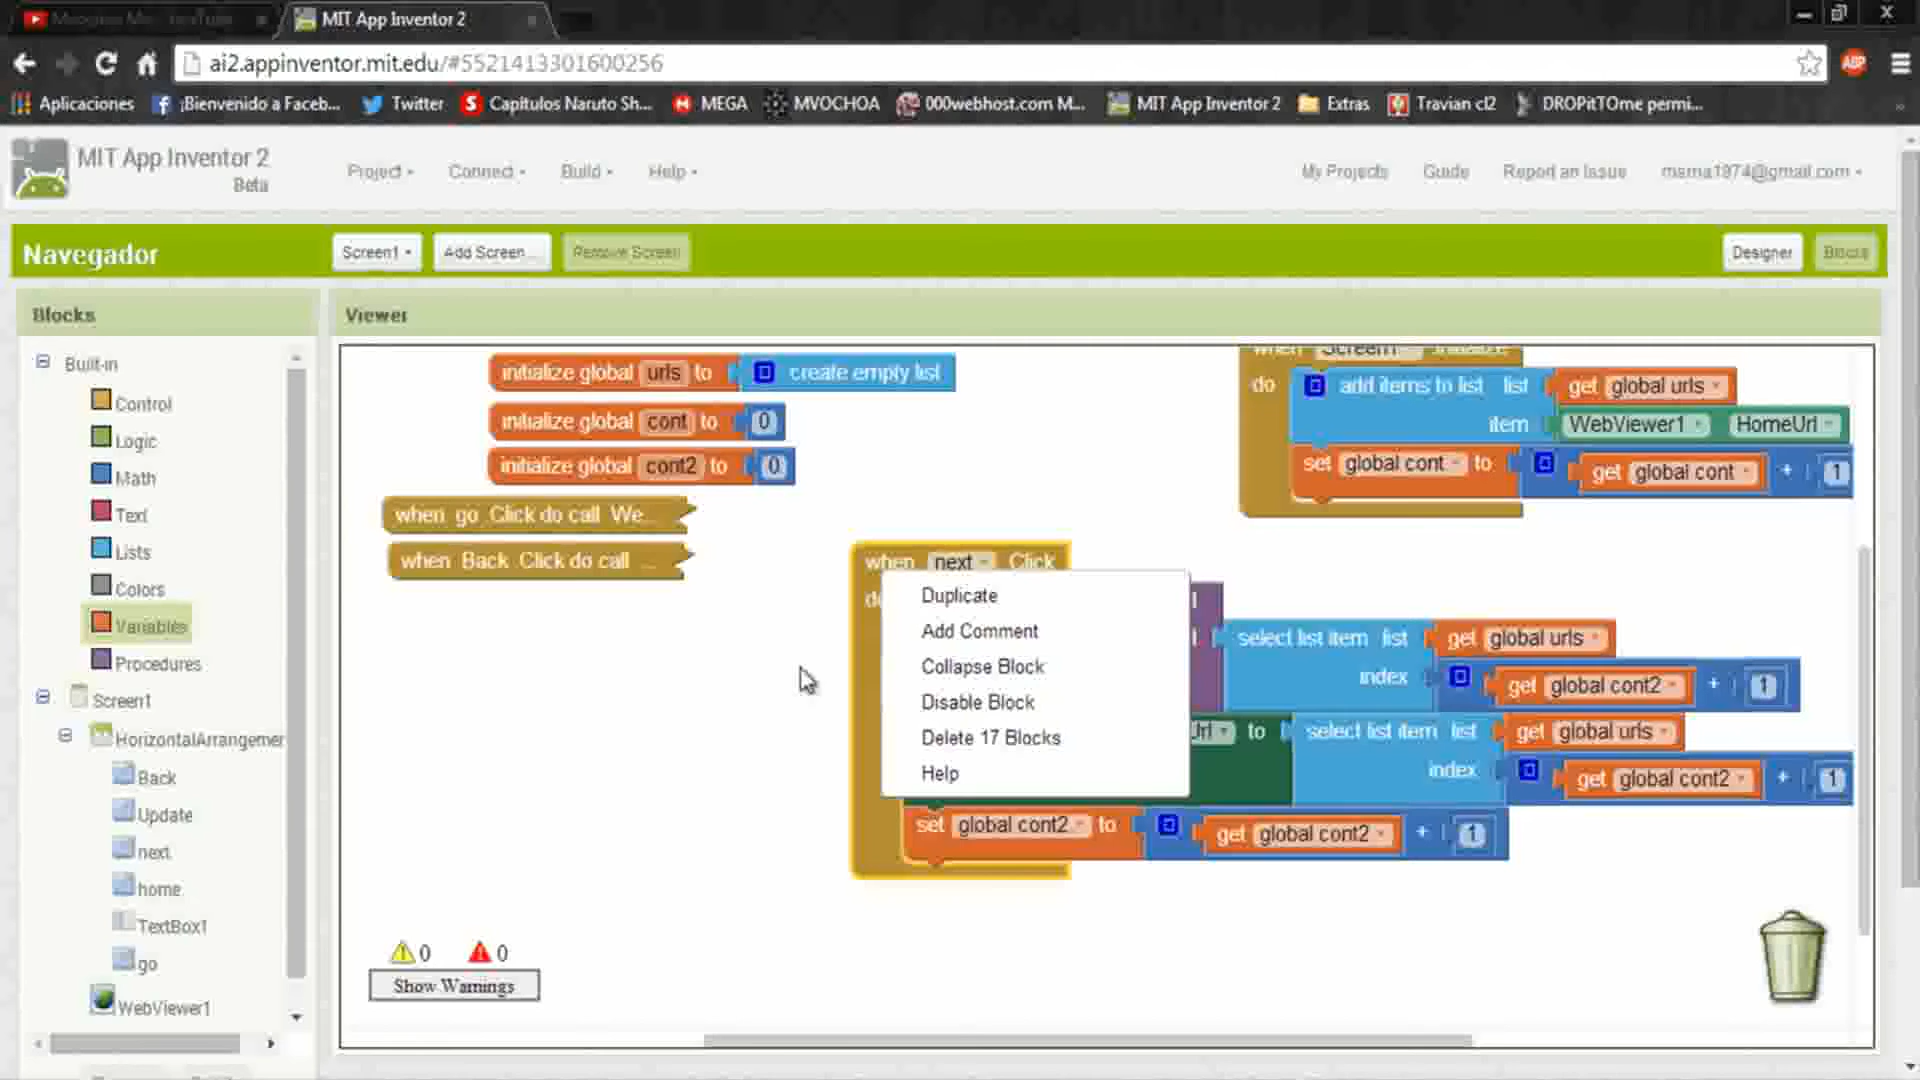 MIT App Inventor 2
ai2.appinventor.mit.edu/#5521413301600256
Aplicaciones ¡Bienvenido a Faceb... Twitter Capítulos Naruto Sh... MEGA MVOCHOA 000webhost.com M... MIT App Inventor 2 Extras Travian cl2 DROPitTOme permi...
MIT App Inventor 2
Beta
Project Connect Build Help My Projects Guide Report an Issue msma1974@gmail.com
Navegador Screen1 Add Screen ... Remove Screen Designer Blocks
Blocks Viewer
Built-in
Control
Logic
Math
Text
Lists
Colors
Variables
Procedures
Screen1
HorizontalArrangemer
Back
Update
next
home
TextBox1
go
WebViewer1
initialize global urls to create empty list
initialize global cont to 0
initialize global cont2 to 0
when go Click do call We...
when Back Click do call ...
when Screen1 Initialize
do add items to list list get global urls
item WebViewer1 HomeUrl
set global cont to get global cont + 1
when next Click
Duplicate
Add Comment
Collapse Block
Disable Block
Delete 17 Blocks
Help
select list item list get global urls
index get global cont2 + 1
Url to select list item list get global urls
index get global cont2 + 1
set global cont2 to get global cont2 + 1
0 0
Show Warnings